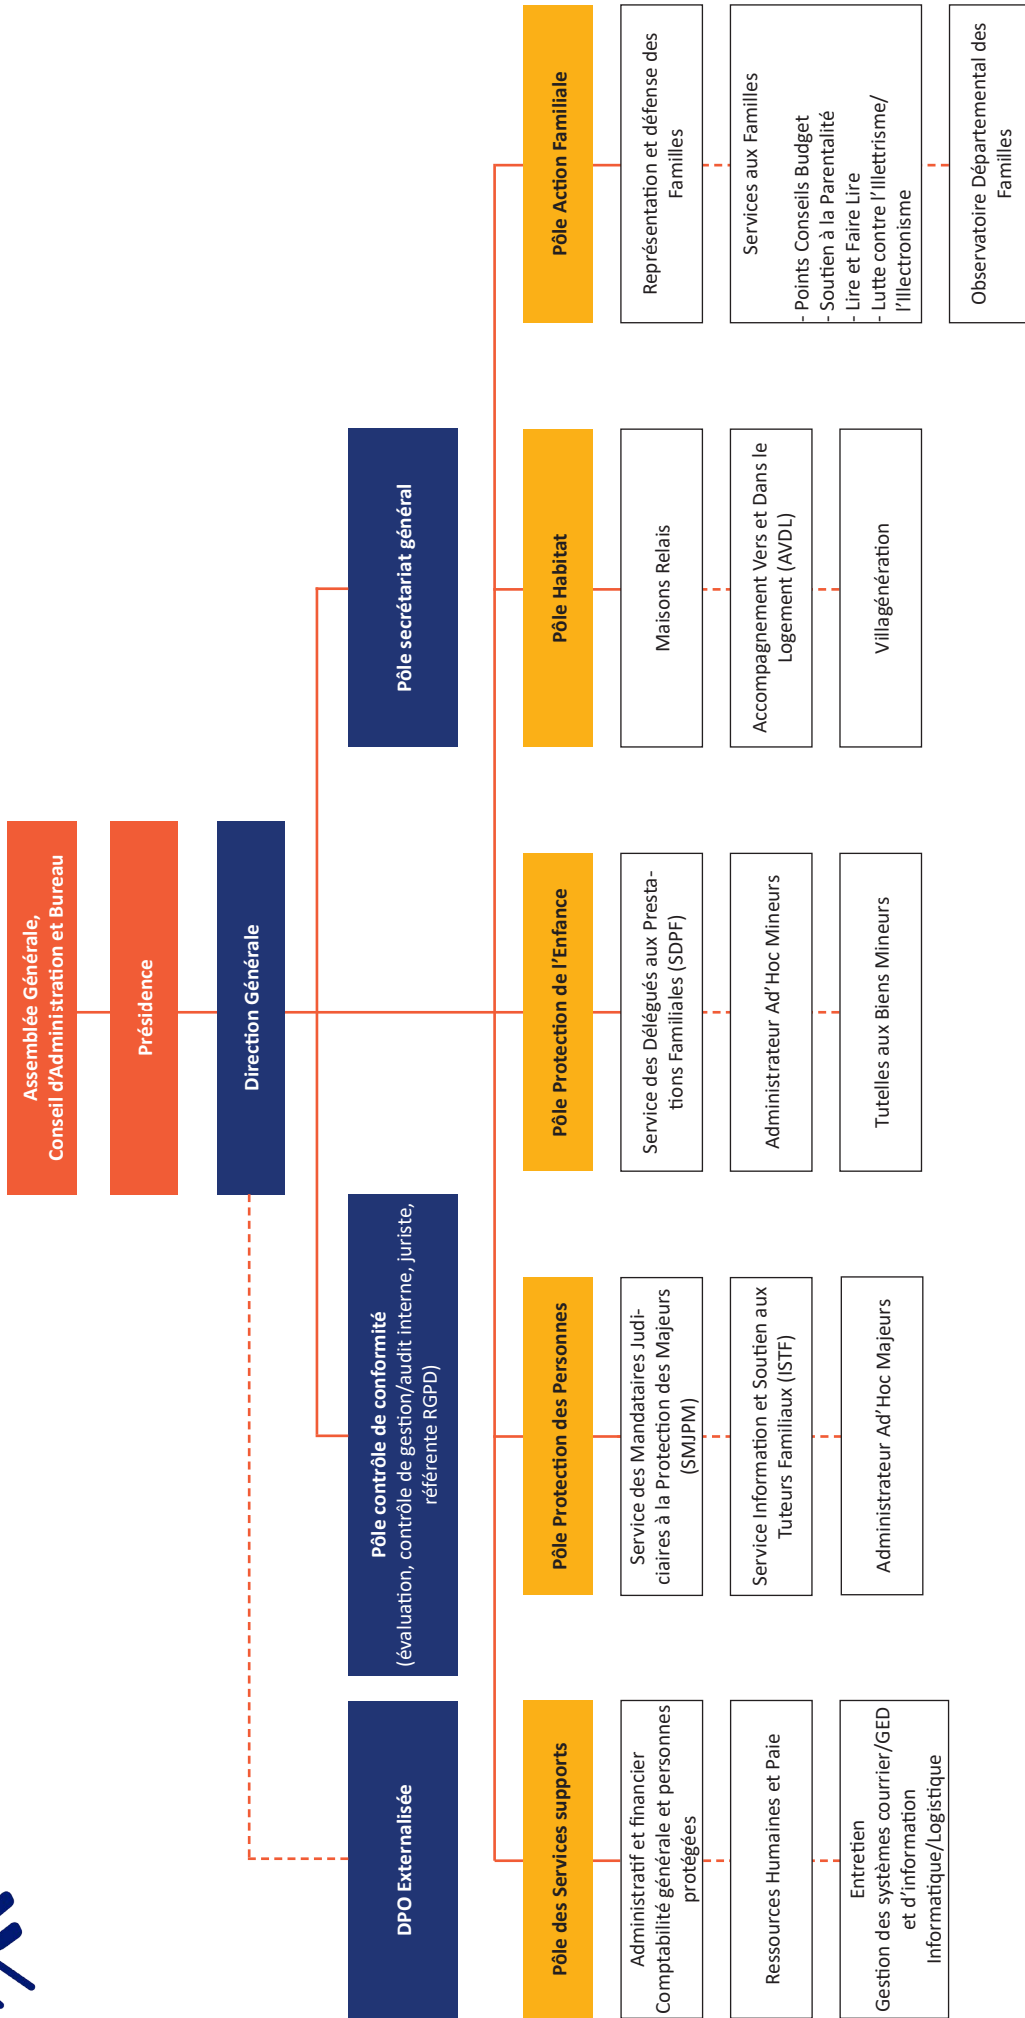 Assemblée Générale,
Conseil d'Administration et Bureau
Présidence
Direction Générale
DPO Externalisée
Pôle contrôle de conformité
(évaluation, contrôle de gestion/audit interne, juriste,
référente RGPD)
Pôle secrétariat général
Pôle des Services supports
Administratif et financier
Comptabilité générale et personnes
protégées
Ressources Humaines et Paie
Entretien
Gestion des systèmes courrier/GED
et d'information
Informatique/Logistique
Pôle Protection des Personnes
Service des Mandataires Judi-
ciaires à la Protection des Majeurs
(SMJPM)
Service Information et Soutien aux
Tuteurs Familiaux (ISTF)
Administrateur Ad'Hoc Majeurs
Pôle Protection de l'Enfance
Service des Délégués aux Presta-
tions Familiales (SDPF)
Administrateur Ad'Hoc Mineurs
Tutelles aux Biens Mineurs
Pôle Habitat
Maisons Relais
Accompagnement Vers et Dans le
Logement (AVDL)
Villagénération
Pôle Action Familiale
Représentation et défense des
Familles
Services aux Familles
- Points Conseils Budget
- Soutien à la Parentalité
- Lire et Faire Lire
- Lutte contre l'Illettrisme/
l'Illectronisme
Observatoire Départemental des
Familles